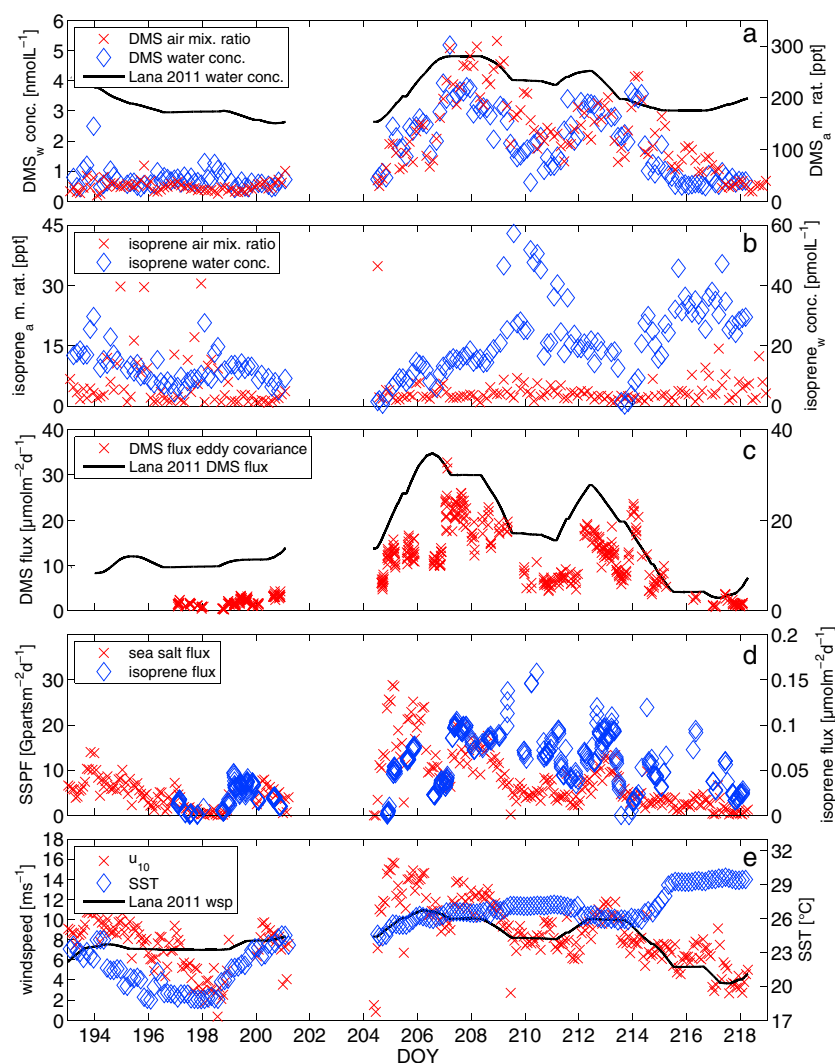 a
DMS air mix. ratio
DMS water conc.
Lana 2011 water conc.
DMSw conc. [nmolL−1]
6
5
4
3
2
1
0
DMSa m. rat. [ppt]
300
200
100
0
b
isoprene air mix. ratio
isoprene water conc.
isoprenea m. rat. [ppt]
45
30
15
0
isoprenew conc. [pmolL−1]
60
40
20
0
c
DMS flux eddy covariance
Lana 2011 DMS flux
DMS flux [µmolm−2d−1]
40
30
20
10
0
40
20
0
d
sea salt flux
isoprene flux
SSPF [Gpartsm−2d−1]
30
20
10
0
isoprene flux [µmolm−2d−1]
0.2
0.15
0.1
0.05
0
e
u10
SST
Lana 2011 wsp
windspeed [ms−1]
18
16
14
12
10
8
6
4
2
0
SST [°C]
32
29
26
23
20
17
194 196 198 200 202 204 206 208 210 212 214 216 218
DOY